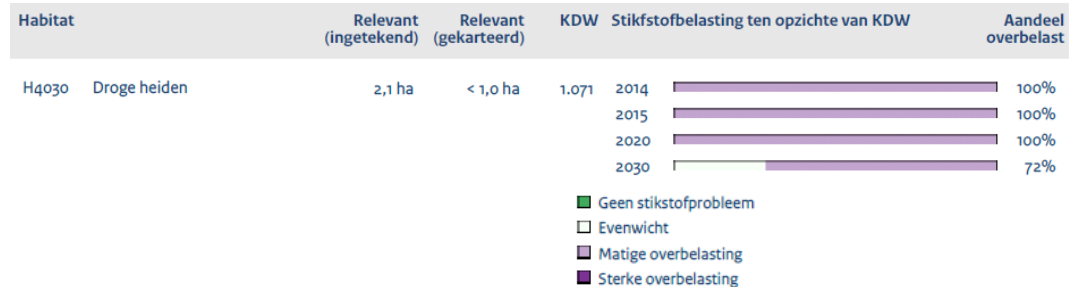 Habitat Relevant (ingetekend) Relevant (gekarteerd) KDW Stikfstofbelasting ten opzichte van KDW Aandeel overbelast
H4030 Droge heiden 2,1 ha < 1,0 ha 1.071 2014 100%
2015 100%
2020 100%
2030 72%
Geen stikstofprobleem
Evenwicht
Matige overbelasting
Sterke overbelasting